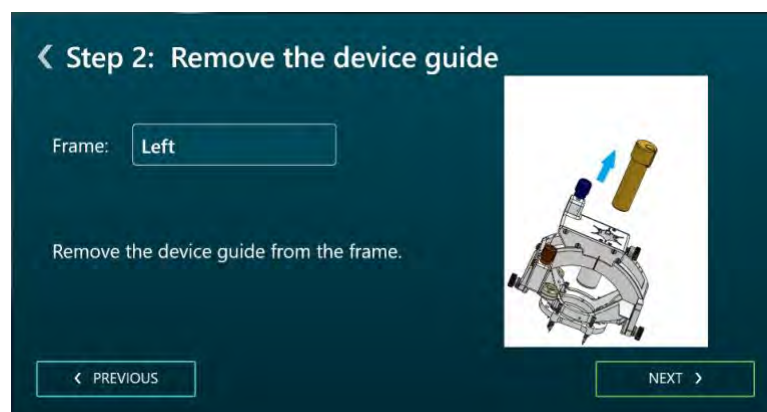 Step 2: Remove the device guide
Frame: Left
Remove the device guide from the frame.
PREVIOUS
NEXT